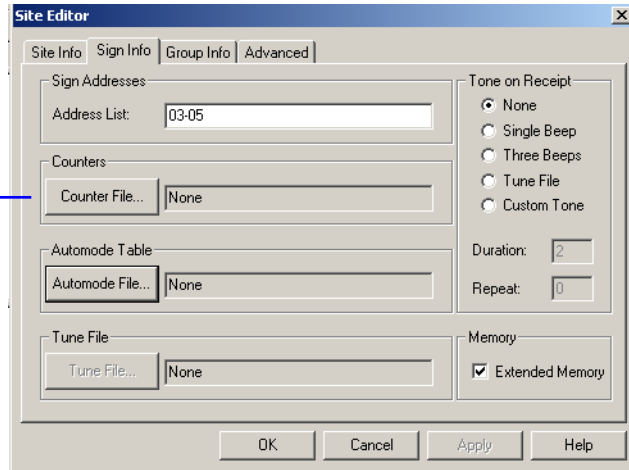 Site Editor
Site Info Sign Info Group Info Advanced
Sign Addresses
Address List: 03-05
Counters
Counter File... None
Automode Table
Automode File... None
Tune File
Tune File... None
Tone on Receipt
None
Single Beep
Three Beeps
Tune File
Custom Tone
Duration: 2
Repeat: 0
Memory
Extended Memory
OK Cancel Apply Help